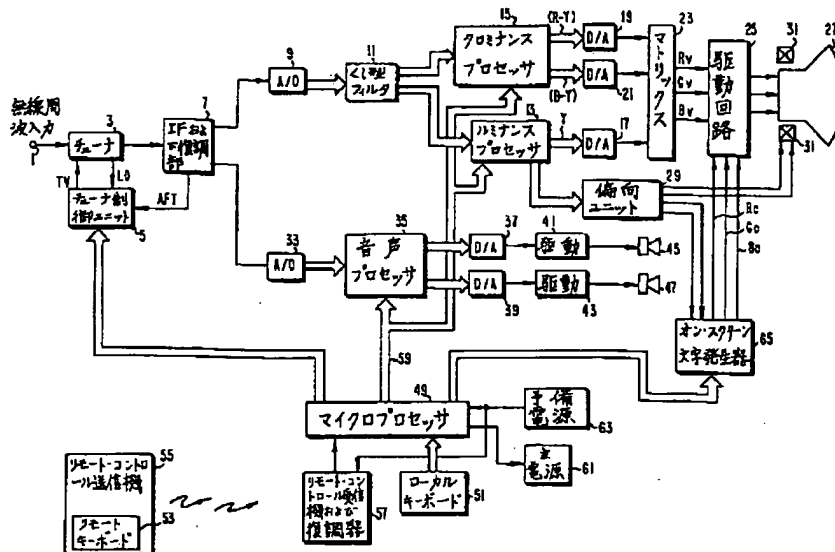 無線周
波入力
3
チューナ
TV
LO
AFT
チューナ制
御ユニット
5
7
IFおよ
び復調
部
9
A/D
11
くし型
フィルタ
15
クロミナンス
プロセッサ
(R-Y)
(B-Y)
19
D/A
D/A
21
13
ルミナンス
プロセッサ
Y
D/A
17
23
マトリックス
Rv
Gv
Bv
25
駆動回路
31
27
31
29
偏向
ユニット
Rc
Gc
Bc
33
A/D
35
音声
プロセッサ
37
D/A
41
駆動
45
D/A
39
駆動
43
47
59
オン・スクリーン
文字発生器
65
49
マイクロプロセッサ
予備
電源
63
主
電源
61
55
リモート・コントロ
ール送信機
リモート
キーボード
53
リモート・コン
トロール受信
機および
復調器
57
ローカル
キーボード
51